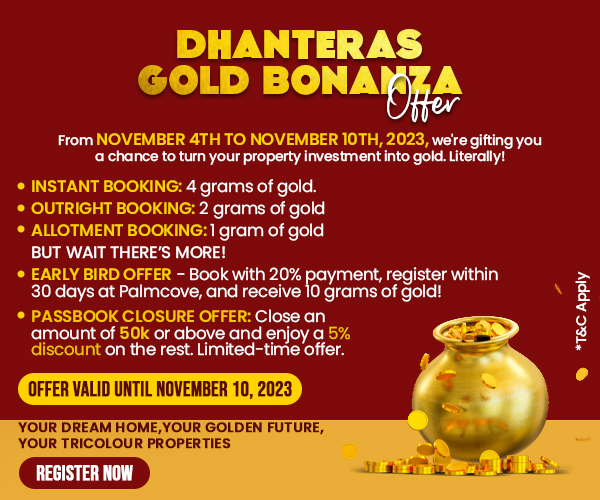 DHANTERAS
GOLD BONANZA
Offer
From NOVEMBER 4TH TO NOVEMBER 10TH, 2023, we're gifting you
a chance to turn your property investment into gold. Literally!
• INSTANT BOOKING: 4 grams of gold.
• OUTRIGHT BOOKING: 2 grams of gold
• ALLOTMENT BOOKING: 1 gram of gold
BUT WAIT THERE'S MORE!
• EARLY BIRD OFFER - Book with 20% payment, register within
30 days at Palmcove, and receive 10 grams of gold!
• PASSBOOK CLOSURE OFFER: Close an
amount of 50k or above and enjoy a 5%
discount on the rest. Limited-time offer.
*T&C Apply
OFFER VALID UNTIL NOVEMBER 10, 2023
YOUR DREAM HOME,YOUR GOLDEN FUTURE,
YOUR TRICOLOUR PROPERTIES
REGISTER NOW